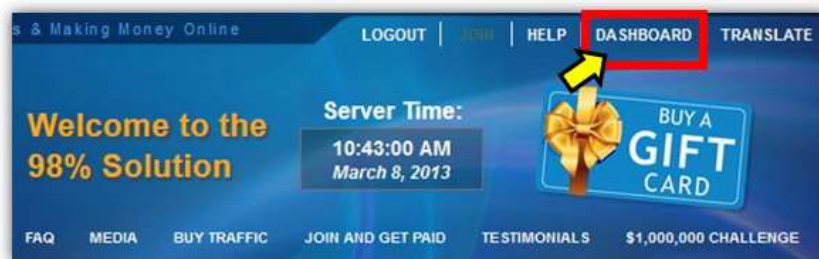 s & Making Money Online
LOGOUT | JOIN | HELP DASHBOARD TRANSLATE
Welcome to the
98% Solution
Server Time:
10:43:00 AM
March 8, 2013
BUY A
GIFT
CARD
FAQ MEDIA BUY TRAFFIC JOIN AND GET PAID TESTIMONIALS $1,000,000 CHALLENGE